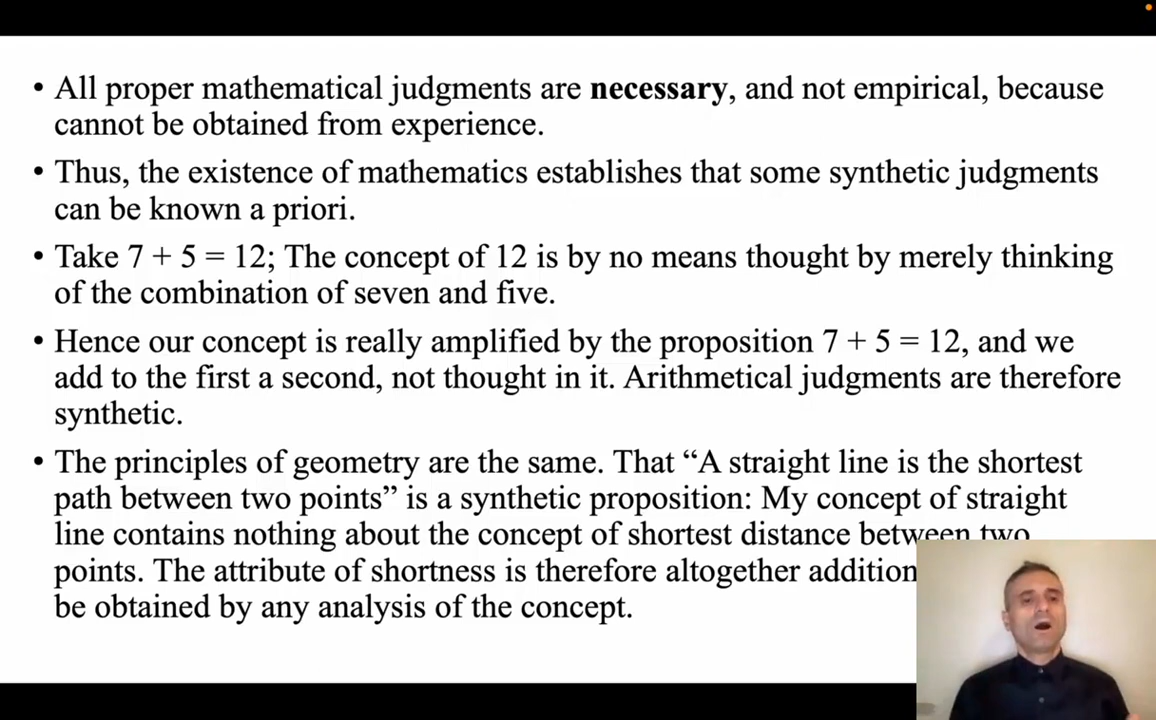 • All proper mathematical judgments are necessary, and not empirical, because
cannot be obtained from experience.
• Thus, the existence of mathematics establishes that some synthetic judgments
can be known a priori.
• Take 7 + 5 = 12; The concept of 12 is by no means thought by merely thinking
of the combination of seven and five.
• Hence our concept is really amplified by the proposition 7 + 5 = 12, and we
add to the first a second, not thought in it. Arithmetical judgments are therefore
synthetic.
• The principles of geometry are the same. That “A straight line is the shortest
path between two points” is a synthetic proposition: My concept of straight
line contains nothing about the concept of shortest distance between two
points. The attribute of shortness is therefore altogether addition
be obtained by any analysis of the concept.